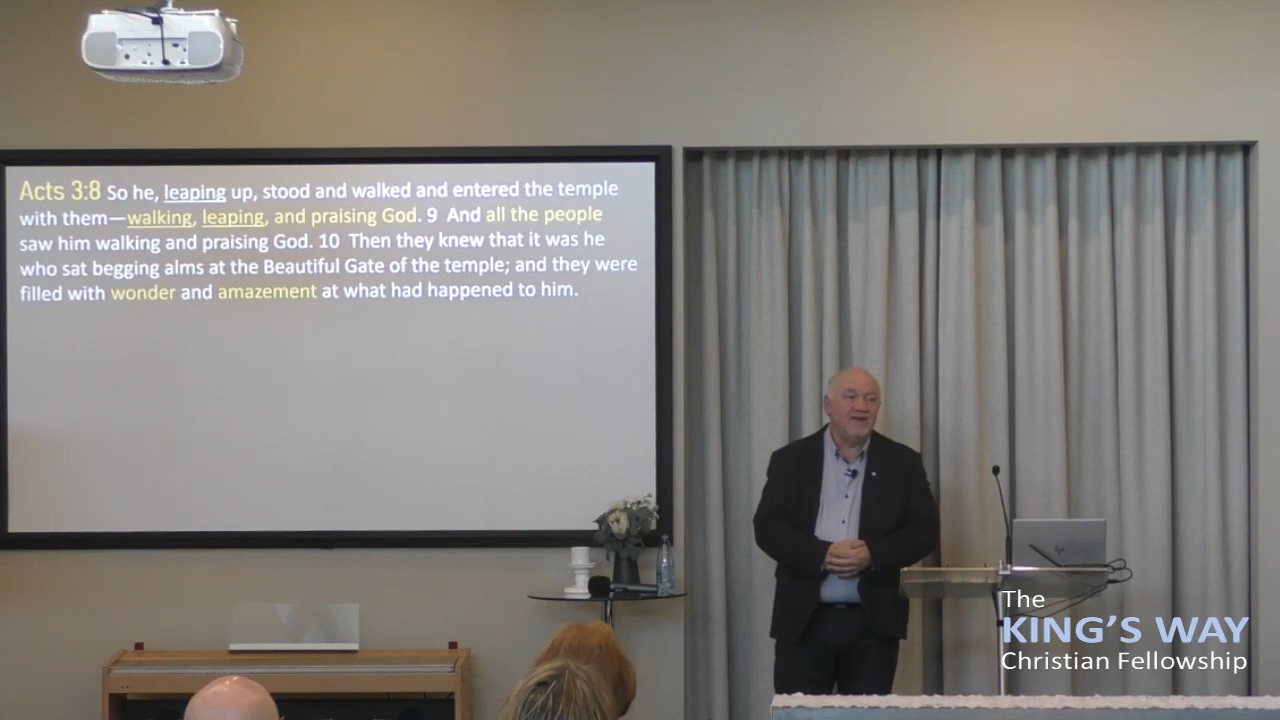 Acts 3:8 So he, leaping up, stood and walked and entered the temple
with them—walking, leaping, and praising God. 9 And all the people
saw him walking and praising God. 10 Then they knew that it was he
who sat begging alms at the Beautiful Gate of the temple; and they were
filled with wonder and amazement at what had happened to him.
hp
The
KING'S WAY
Christian Fellowship